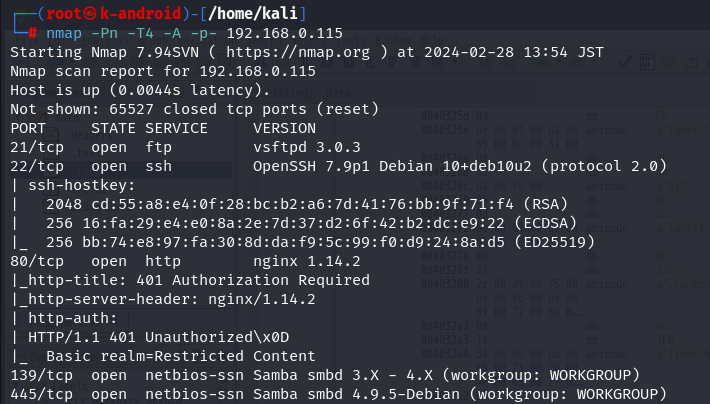 (root㉿k-android)-[/home/kali]
# nmap -Pn -T4 -A -p- 192.168.0.115
Starting Nmap 7.94SVN ( https://nmap.org ) at 2024-02-28 13:54 JST
Nmap scan report for 192.168.0.115
Host is up (0.0044s latency).
Not shown: 65527 closed tcp ports (reset)
PORT STATE SERVICE VERSION
21/tcp open ftp vsftpd 3.0.3
22/tcp open ssh OpenSSH 7.9p1 Debian 10+deb10u2 (protocol 2.0)
| ssh-hostkey:
| 2048 cd:55:a8:e4:0f:28:bc:b2:a6:7d:41:76:bb:9f:71:f4 (RSA)
| 256 16:fa:29:e4:e0:8a:2e:7d:37:d2:6f:42:b2:dc:e9:22 (ECDSA)
|_ 256 bb:74:e8:97:fa:30:8d:da:f9:5c:99:f0:d9:24:8a:d5 (ED25519)
80/tcp open http nginx 1.14.2
|_http-title: 401 Authorization Required
|_http-server-header: nginx/1.14.2
| http-auth:
| HTTP/1.1 401 Unauthorized\x0D
|_ Basic realm=Restricted Content
139/tcp open netbios-ssn Samba smbd 3.X - 4.X (workgroup: WORKGROUP)
445/tcp open netbios-ssn Samba smbd 4.9.5-Debian (workgroup: WORKGROUP)